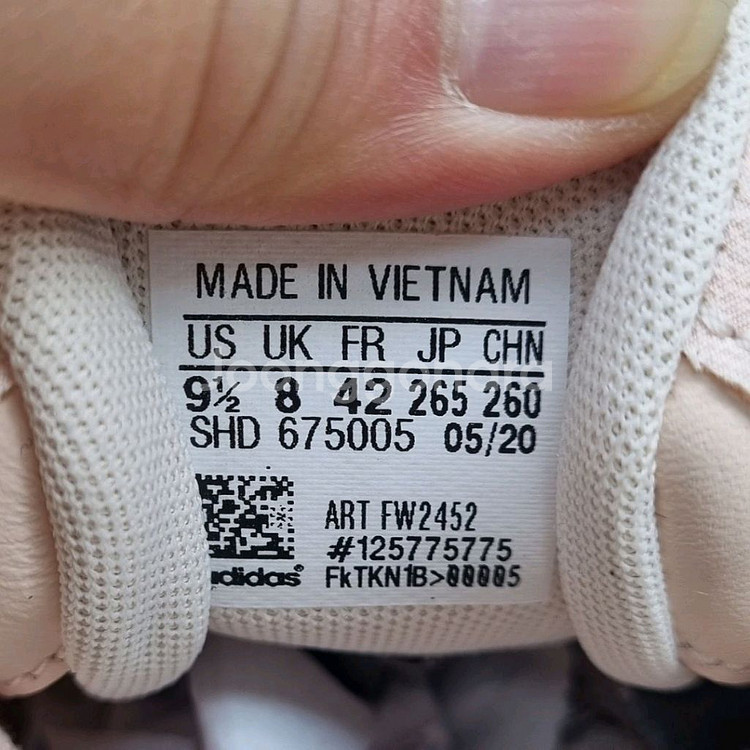 MADE IN VIETNAM
US UK FR JP CHN
9½ 8 42 265 260
SHD 675005 05/20
ART FW2452
#125775775
adidas FkTKN1B>00005